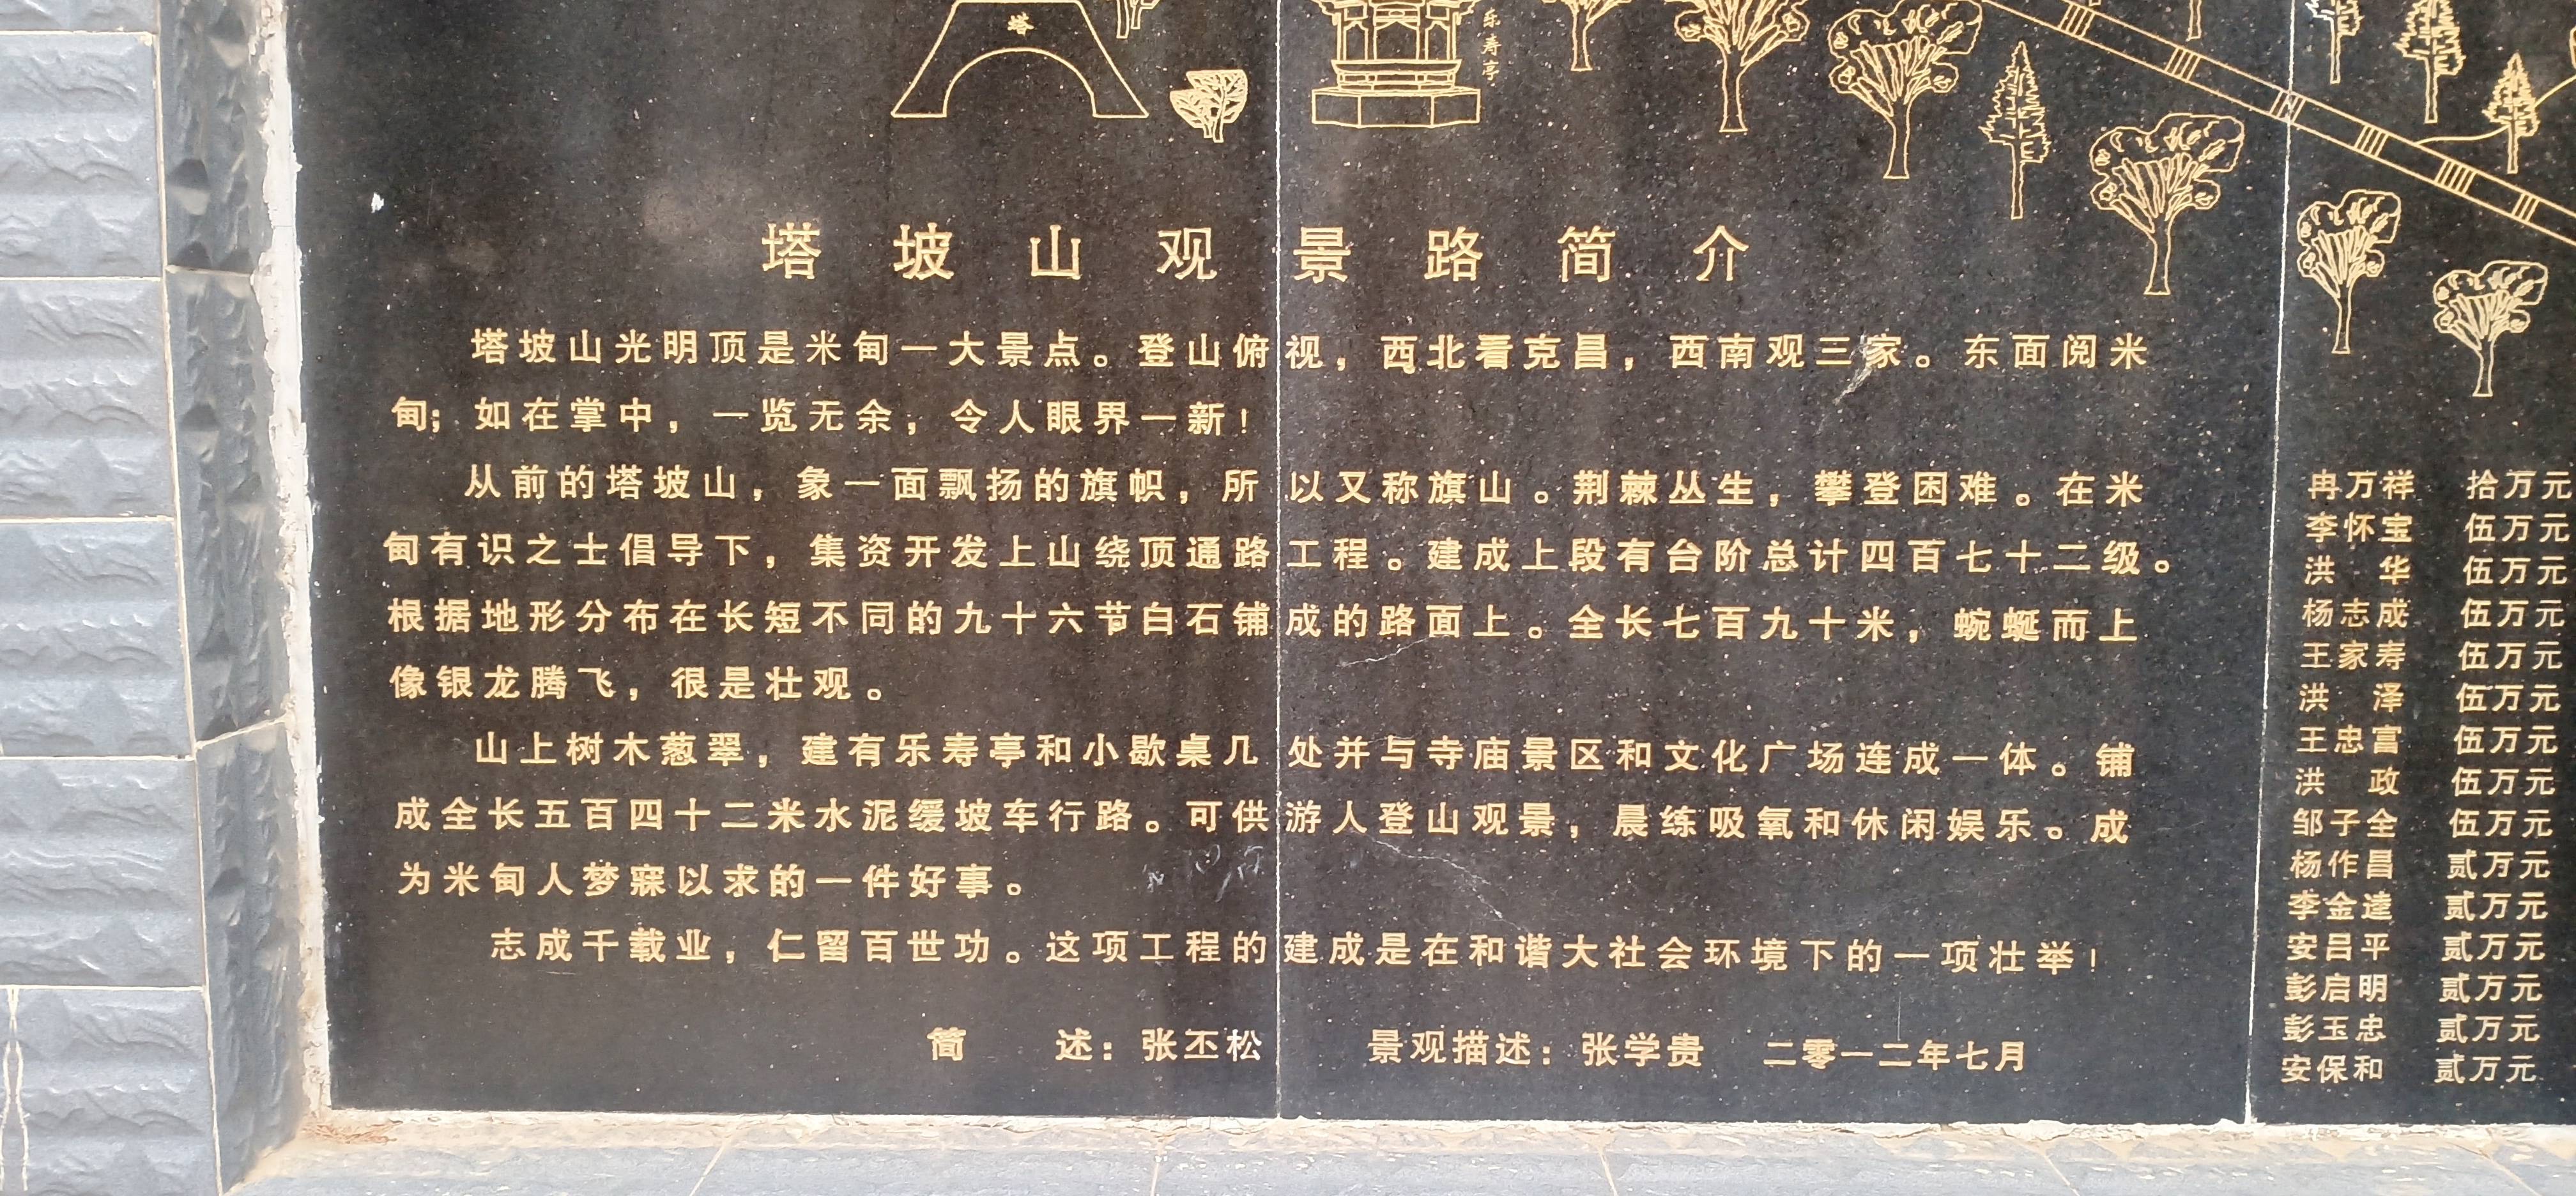 塔
乐寿亭
塔坡山观景路简介
塔坡山光明顶是米甸一大景点。登山俯视，西北看克昌，西南观三家。东面阅米
甸；如在掌中，一览无余，令人眼界一新！
从前的塔坡山，象一面飘扬的旗帜，所以又称旗山。荆棘丛生，攀登困难。在米
甸有识之士倡导下，集资开发上山绕顶通路工程。建成上段有台阶总计四百七十二级。
根据地形分布在长短不同的九十六节白石铺成的路面上。全长七百九十米，蜿蜒而上
像银龙腾飞，很是壮观。
山上树木葱翠，建有乐寿亭和小歇桌几处并与寺庙景区和文化广场连成一体。铺
成全长五百四十二米水泥缓坡车行路。可供游人登山观景，晨练吸氧和休闲娱乐。成
为米甸人梦寐以求的一件好事。
志成千载业，仁留百世功。这项工程的建成是在和谐大社会环境下的一项壮举！
简 述：张丕松 景观描述：张学贵 二零一二年七月
冉万祥 拾万元
李怀宝 伍万元
洪 华 伍万元
杨志成 伍万元
王家寿 伍万元
洪 泽 伍万元
王忠富 伍万元
洪 政 伍万元
邹子全 伍万元
杨作昌 贰万元
李金逵 贰万元
安吕平 贰万元
彭启明 贰万元
彭玉忠 贰万元
安保和 贰万元